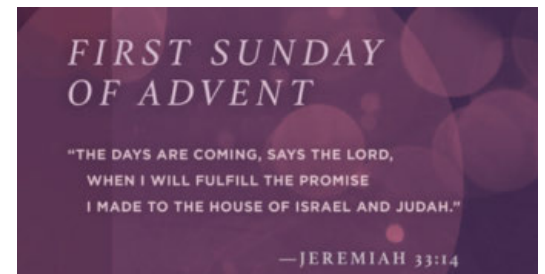 FIRST SUNDAY
OF ADVENT
“THE DAYS ARE COMING, SAYS THE LORD,
WHEN I WILL FULFILL THE PROMISE
I MADE TO THE HOUSE OF ISRAEL AND JUDAH.”
—JEREMIAH 33:14